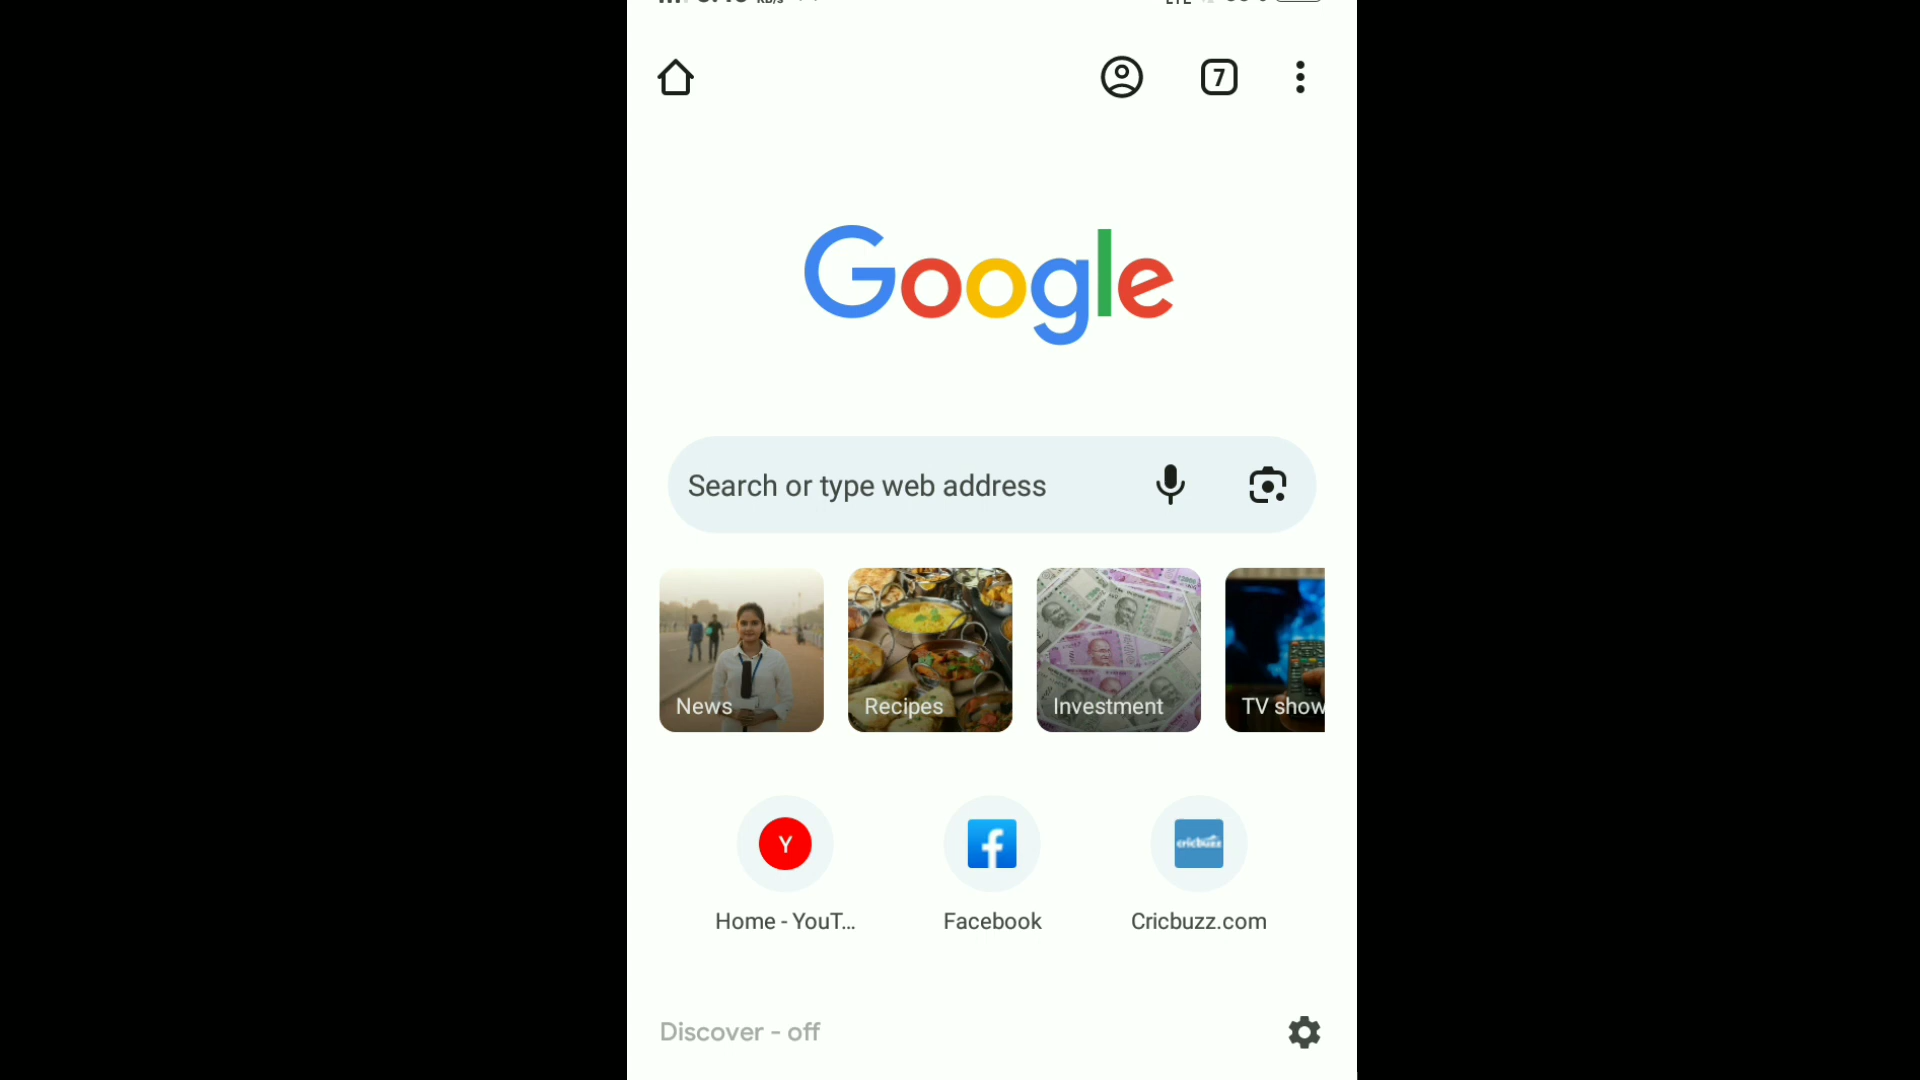 7
Google
Search or type web address
News
Recipes
Investment
TV show
Y
cricbuzz
Home - YouT...
Facebook
Cricbuzz.com
Discover - off